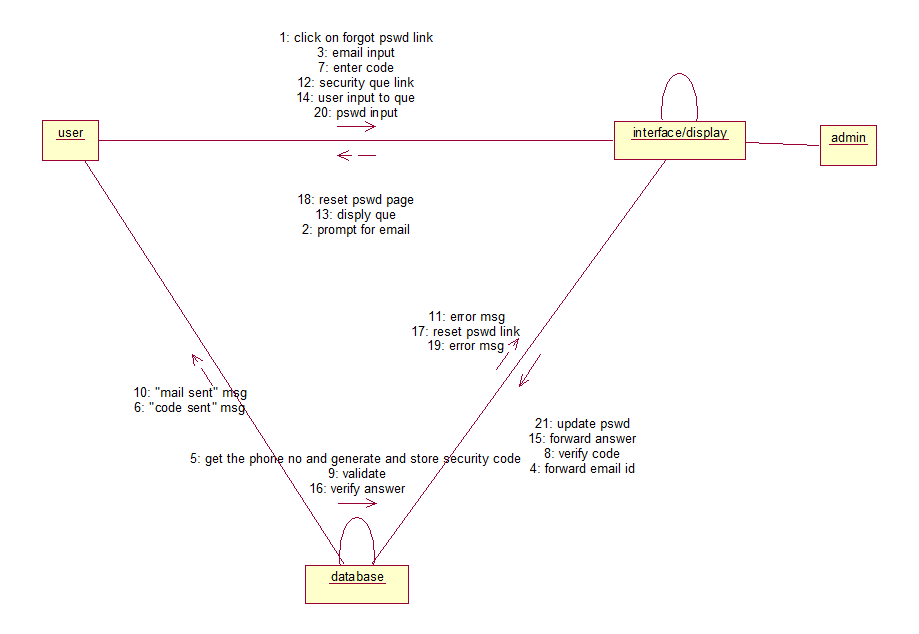 1: click on forgot pswd link
3: email input
7: enter code
12: security que link
14: user input to que
20: pswd input
user
interface/display
admin
18: reset pswd page
13: disply que
2: prompt for email
11: error msg
17: reset pswd link
19: error msg
10: "mail sent" msg
6: "code sent" msg
21: update pswd
15: forward answer
8: verify code
4: forward email id
5: get the phone no and generate and store security code
9: validate
16: verify answer
database